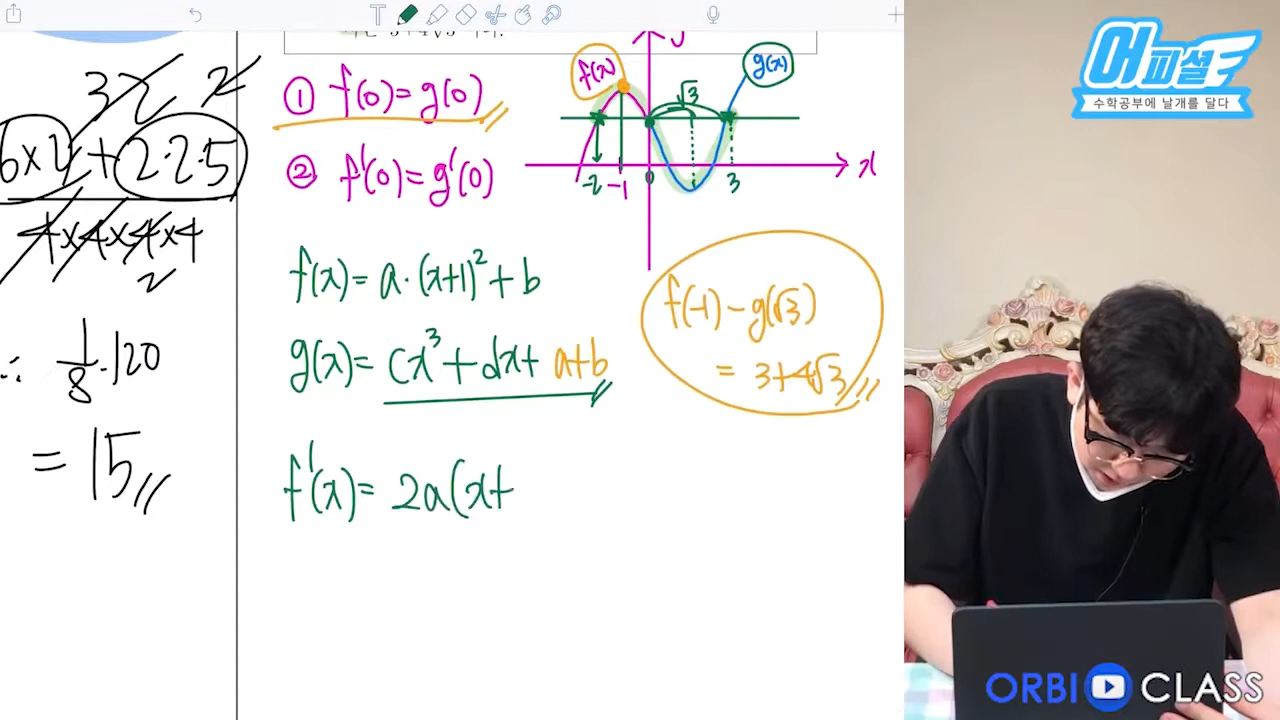 3 2 2
6×2 + 2·2·5
4×4×4×4
2
∴ 1/8 · 120
= 15
① f(0)=g(0)
② f'(0)=g'(0)
f(x)= a·(x+1)²+b
g(x)= cx³+dx+ a+b
f'(x)= 2a(x+
f(x)
g(x)
y
√3
x
-2 -1 0 3
f(-1)-g(√3)
= 3+4√3
어피셜
수학공부에 날개를 달다
ORBI CLASS